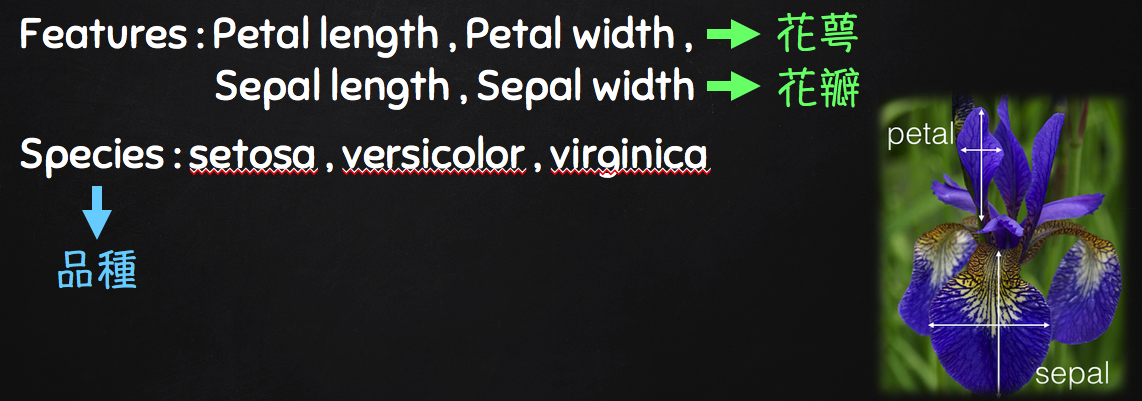 Features : Petal length , Petal width , 花萼
Sepal length , Sepal width 花瓣
Species : setosa , versicolor , virginica
品種
petal
sepal